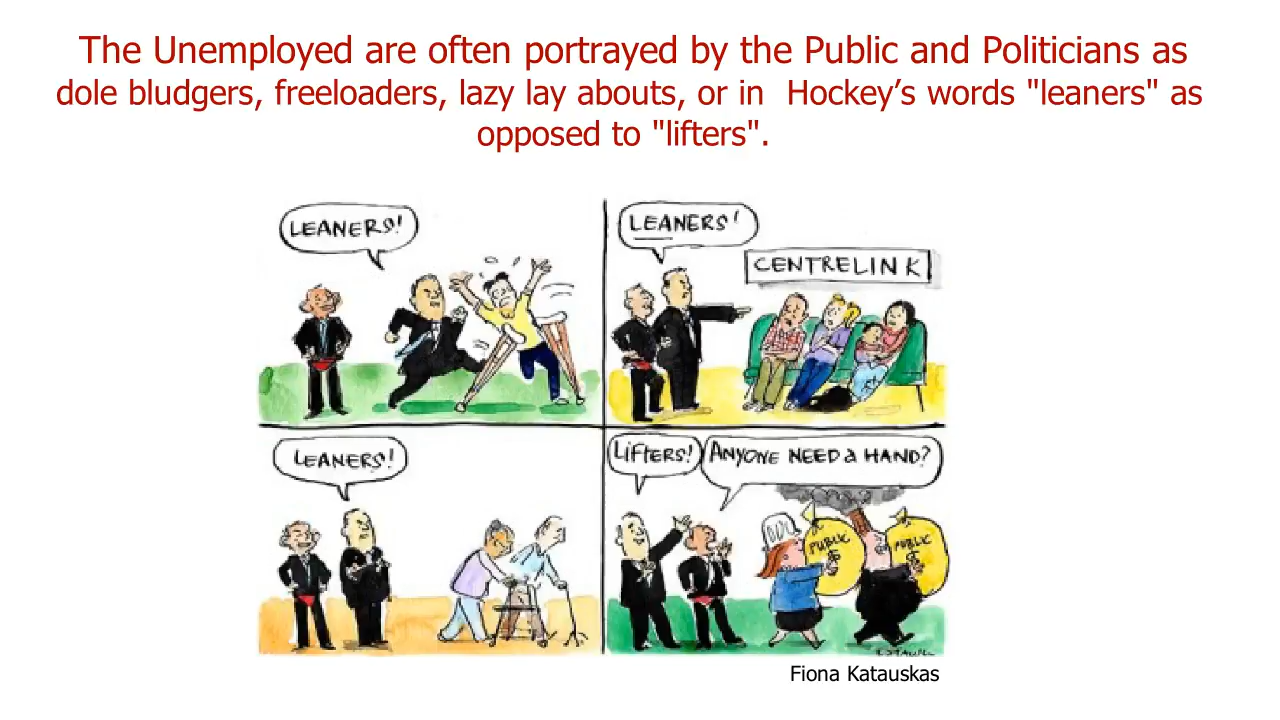 The Unemployed are often portrayed by the Public and Politicians as
dole bludgers, freeloaders, lazy lay abouts, or in  Hockey’s words "leaners" as
opposed to "lifters".
LEANERS!
LEANERS!
CENTRELINK
LEANERS!
LIFTERS!
ANYONE NEED A HAND?
PUBLIC
$
PUBLIC
$
Fiona Katauskas